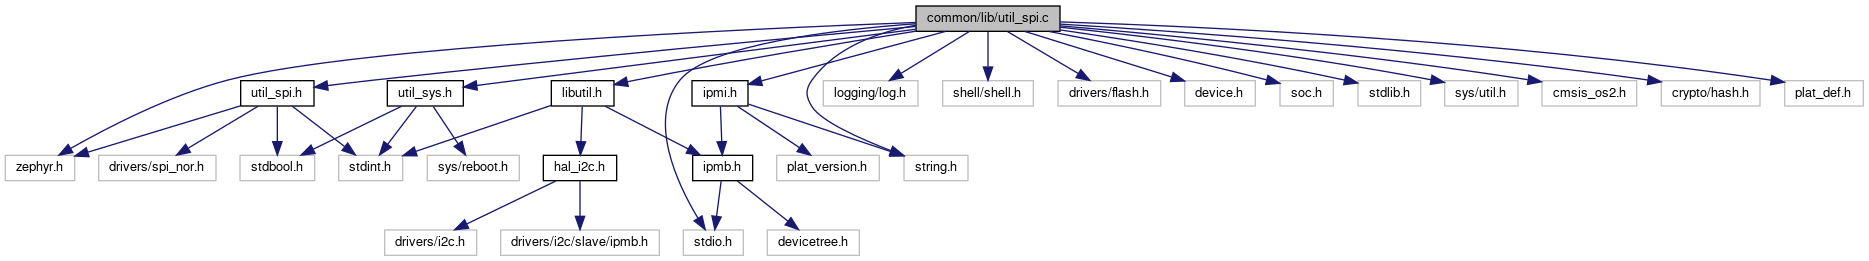 common/lib/util_spi.c
util_spi.h
util_sys.h
libutil.h
ipmi.h
logging/log.h
shell/shell.h
drivers/flash.h
device.h
soc.h
stdlib.h
sys/util.h
cmsis_os2.h
crypto/hash.h
plat_def.h
zephyr.h
drivers/spi_nor.h
stdbool.h
stdint.h
sys/reboot.h
hal_i2c.h
ipmb.h
plat_version.h
string.h
drivers/i2c.h
drivers/i2c/slave/ipmb.h
stdio.h
devicetree.h